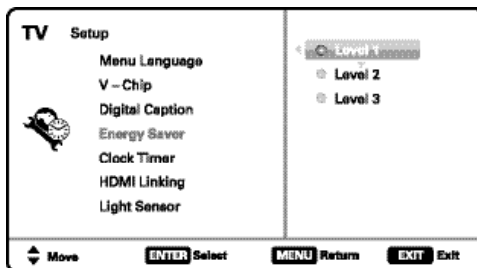 TV Setup
Menu Language
V – Chip
Digital Caption
Energy Saver
Clock Timer
HDMI Linking
Light Sensor
Level 1
Level 2
Level 3
Move ENTER Select MENU Return EXIT Exit